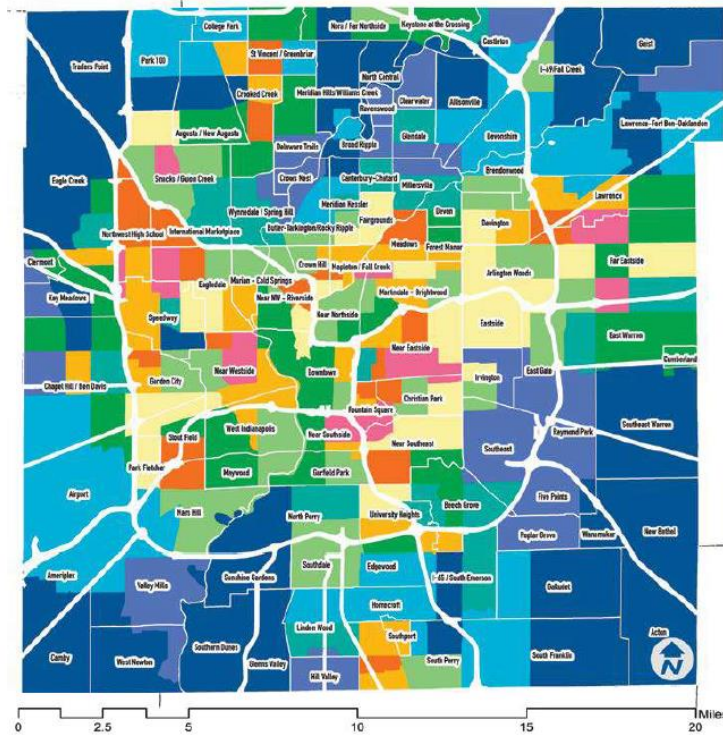 College Park
Nora / Far Northside
Keystone at the Crossing
Castleton
Geist
Traders Point
Park 100
St Vincent / Greenbriar
I-69/Fall Creek
North Central
Crooked Creek
Meridian Hills/Williams Creek
Ravenswood
Clearwater
Allisonville
Augusta / New Augusta
Broad Ripple
Glendale
Devonshire
Lawrence-Fort Ben-Oaklandon
Delaware Trails
Eagle Creek
Snacks / Guion Creek
Crows Nest
Canterbury-Chatard
Millersville
Brendonwood
Wynnedale / Spring Hill
Meridian Kessler
Lawrence
Northwest High School
International Marketplace
Butler-Tarkington/Rocky Ripple
Fairgrounds
Devon
Devington
Meadows
Forest Manor
Clermont
Crown Hill
Mapleton / Fall Creek
Arlington Woods
Far Eastside
Key Meadows
Eagledale
Marian - Cold Springs
Near NW - Riverside
Martindale - Brightwood
Speedway
Near Northside
Eastside
East Warren
Near Westside
Near Eastside
Cumberland
Chapel Hill / Ben Davis
Garden City
Downtown
Irvington
East Gate
Christian Park
Fountain Square
West Indianapolis
Near Southside
Stout Field
Near Southeast
Southeast
Raymond Park
Southeast Warren
Park Fletcher
Maywood
Garfield Park
Airport
Beech Grove
Five Points
Mars Hill
North Perry
University Heights
Poplar Grove
Wanamaker
New Bethel
Ameriplex
Valley Mills
Sunshine Gardens
Southdale
Edgewood
I-65 / South Emerson
Galludet
Homecroft
Linden Wood
Southport
Acton
Camby
West Newton
Southern Dunes
Glenns Valley
Hill Valley
South Perry
South Franklin
N
Miles
0 2.5 5 10 15 20